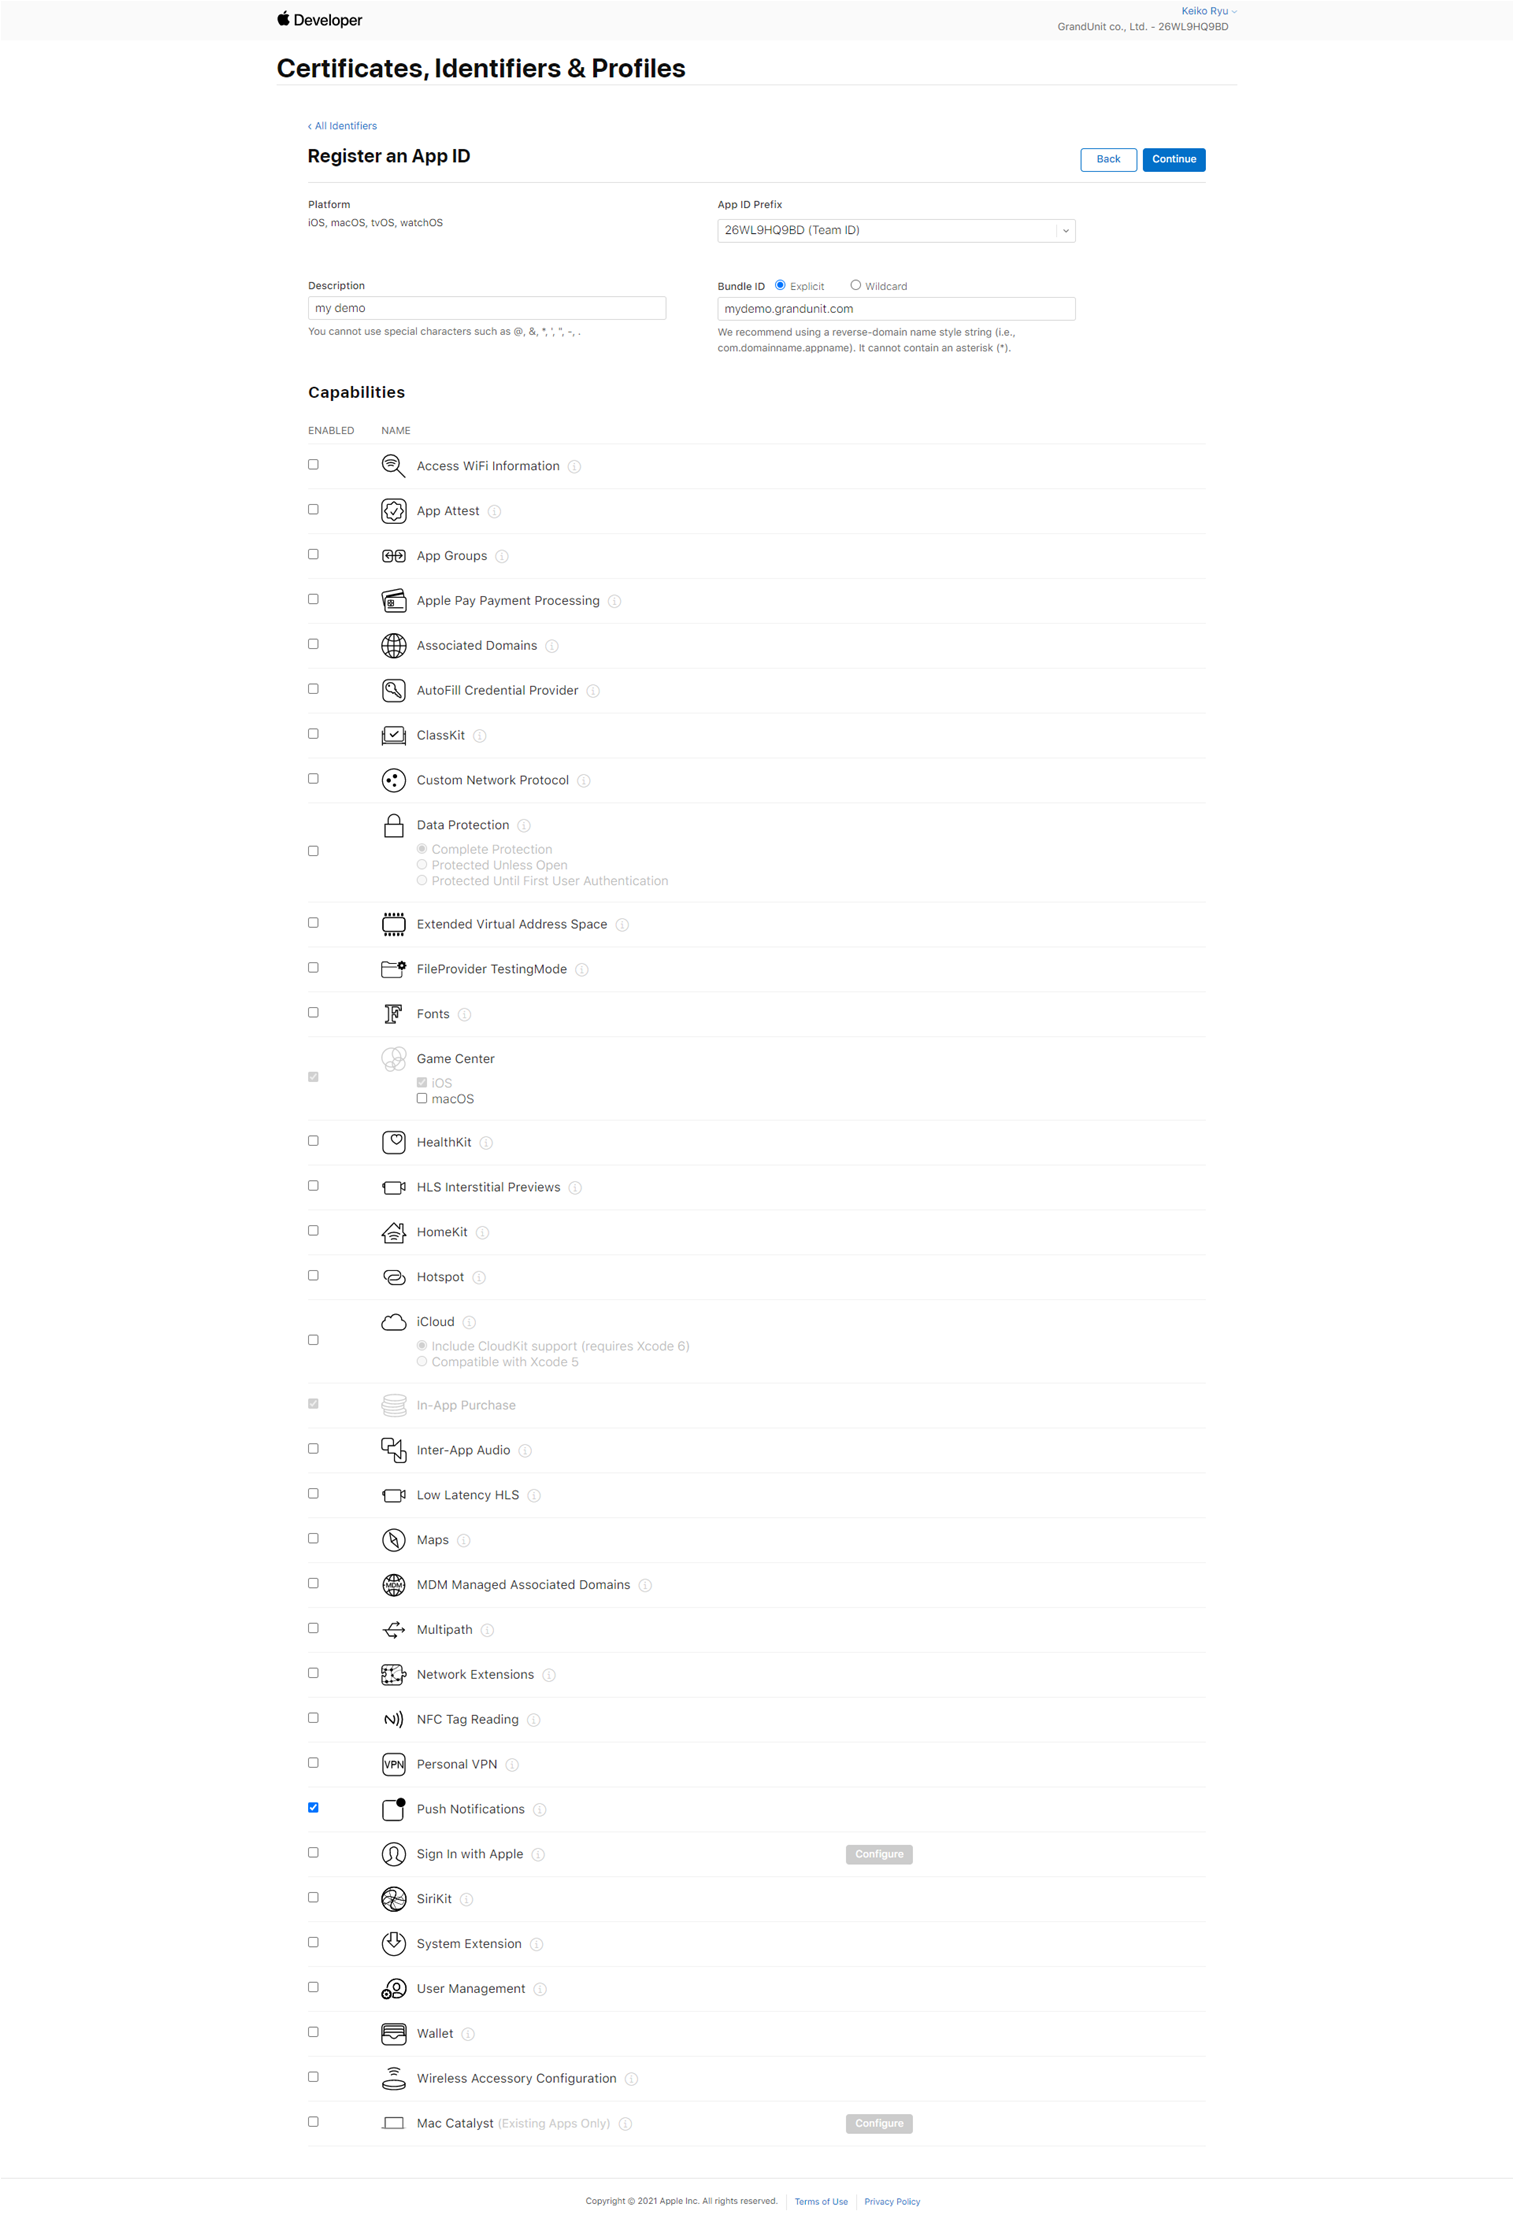 Developer
Keiko Ryu
GrandUnit co., Ltd. - 26WL9HQ9BD
Certificates, Identifiers & Profiles
‹ All Identifiers
Register an App ID
Back
Continue
Platform
iOS, macOS, tvOS, watchOS
App ID Prefix
26WL9HQ9BD (Team ID)
Description
my demo
You cannot use special characters such as @, &, *, ', ", -, .
Bundle ID Explicit Wildcard
mydemo.grandunit.com
We recommend using a reverse-domain name style string (i.e.,
com.domainname.appname). It cannot contain an asterisk (*).
Capabilities
ENABLED NAME
Access WiFi Information
App Attest
App Groups
Apple Pay Payment Processing
Associated Domains
AutoFill Credential Provider
ClassKit
Custom Network Protocol
Data Protection
Complete Protection
Protected Unless Open
Protected Until First User Authentication
Extended Virtual Address Space
FileProvider TestingMode
Fonts
Game Center
iOS
macOS
HealthKit
HLS Interstitial Previews
HomeKit
Hotspot
iCloud
Include CloudKit support (requires Xcode 6)
Compatible with Xcode 5
In-App Purchase
Inter-App Audio
Low Latency HLS
Maps
MDM MDM Managed Associated Domains
Multipath
Network Extensions
NFC Tag Reading
VPN Personal VPN
Push Notifications
Sign In with Apple Configure
SiriKit
System Extension
User Management
Wallet
Wireless Accessory Configuration
Mac Catalyst (Existing Apps Only) Configure
Copyright © 2021 Apple Inc. All rights reserved. Terms of Use Privacy Policy